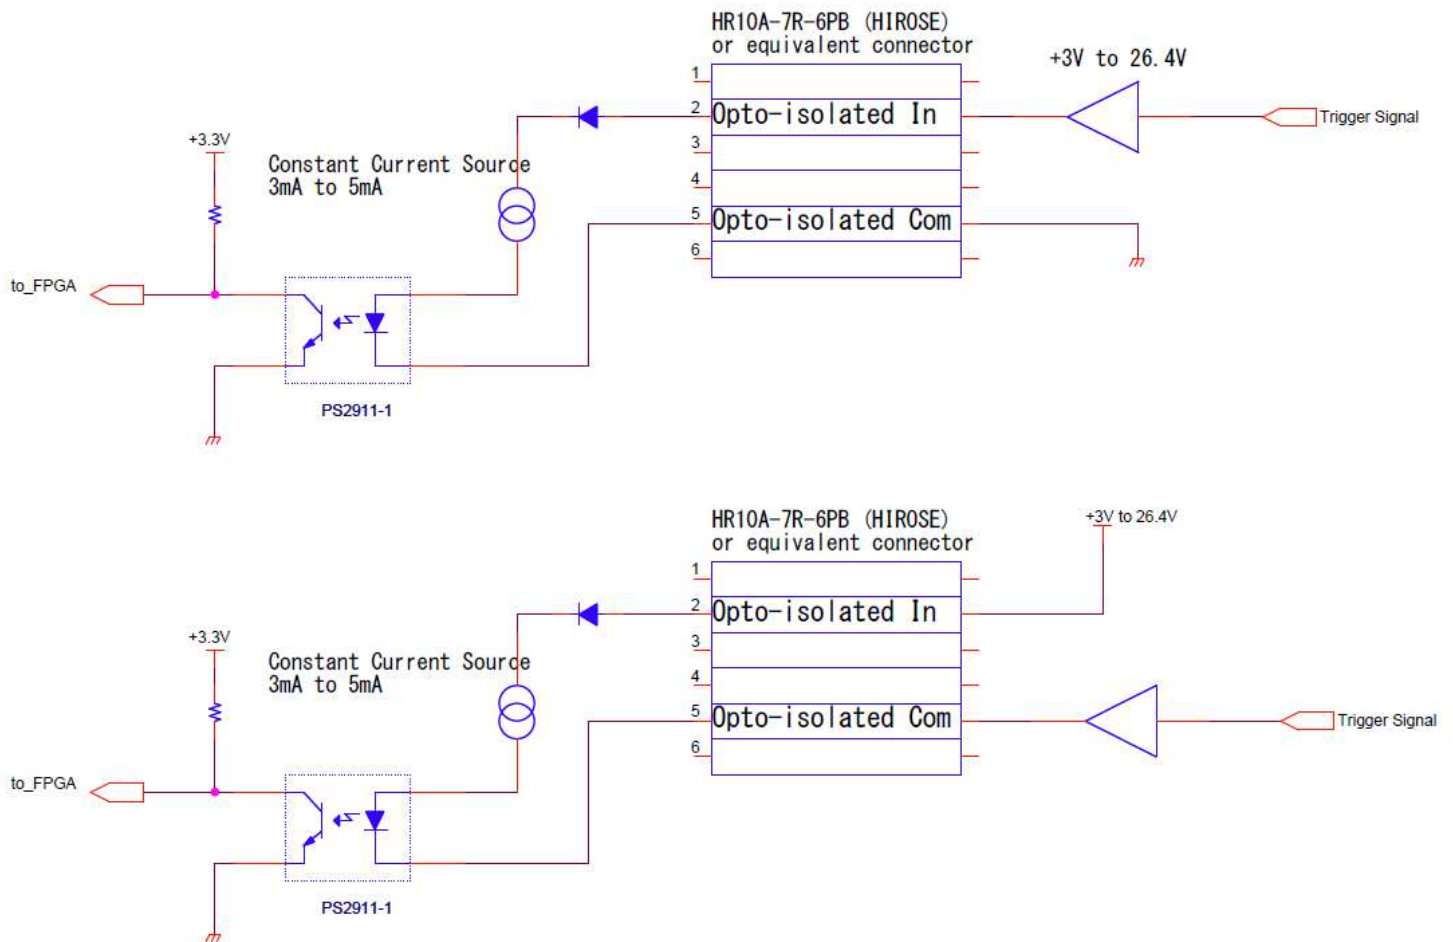 HR10A-7R-6PB (HIROSE)
or equivalent connector
+3V to 26.4V
1
2
Opto-isolated In
Trigger Signal
+3.3V
3
Constant Current Source
3mA to 5mA
4
5
Opto-isolated Com
6
to_FPGA
PS2911-1
HR10A-7R-6PB (HIROSE)
or equivalent connector
+3V to 26.4V
1
2
Opto-isolated In
+3.3V
3
Constant Current Source
3mA to 5mA
4
5
Opto-isolated Com
Trigger Signal
6
to_FPGA
PS2911-1